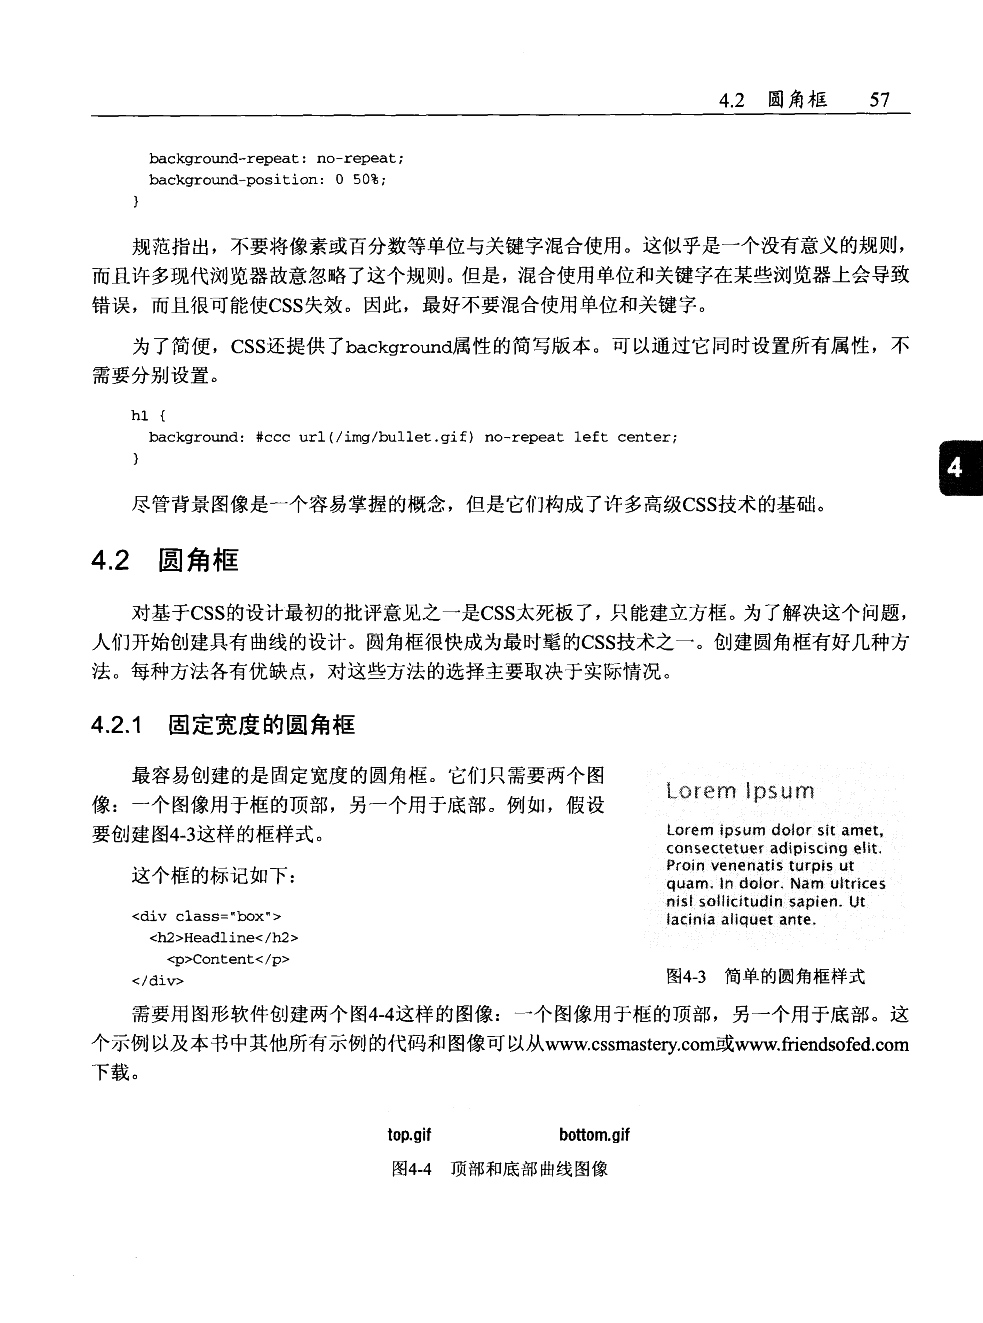 4.2 圆角框 57
background-repeat: no-repeat;
background-position: 0 50%;
}
规范指出，不要将像素或百分数等单位与关键字混合使用。这似乎是一个没有意义的规则，
而且许多现代浏览器故意忽略了这个规则。但是，混合使用单位和关键字在某些浏览器上会导致
错误，而且很可能使CSS失效。因此，最好不要混合使用单位和关键字。
为了简便，CSS还提供了background属性的简写版本。可以通过它同时设置所有属性，不
需要分别设置。
h1 {
background: #ccc url(/img/bullet.gif) no-repeat left center;
}
4
尽管背景图像是一个容易掌握的概念，但是它们构成了许多高级CSS技术的基础。
4.2 圆角框
对基于CSS的设计最初的批评意见之一是CSS太死板了，只能建立方框。为了解决这个问题，
人们开始创建具有曲线的设计。圆角框很快成为最时髦的CSS技术之一。创建圆角框有好几种方
法。每种方法各有优缺点，对这些方法的选择主要取决于实际情况。
4.2.1 固定宽度的圆角框
最容易创建的是固定宽度的圆角框。它们只需要两个图
像：一个图像用于框的顶部，另一个用于底部。例如，假设
要创建图4-3这样的框样式。
这个框的标记如下：
<div class="box">
<h2>Headline</h2>
<p>Content</p>
</div>
Lorem Ipsum
Lorem ipsum dolor sit amet,
consectetuer adipiscing elit.
Proin venenatis turpis ut
quam. In dolor. Nam ultrices
nisl sollicitudin sapien. Ut
lacinia aliquet ante.
图4-3 简单的圆角框样式
需要用图形软件创建两个图4-4这样的图像：一个图像用于框的顶部，另一个用于底部。这
个示例以及本书中其他所有示例的代码和图像可以从www.cssmastery.com或www.friendsofed.com
下载。
top.gif bottom.gif
图4-4 顶部和底部曲线图像